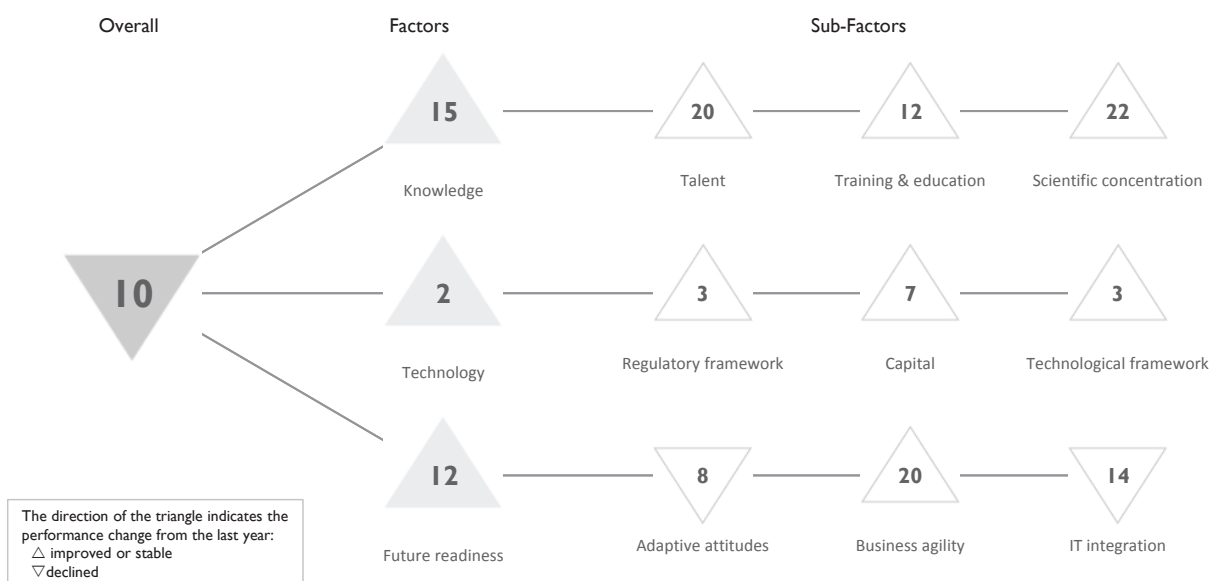 Overall Factors Sub-Factors
15 20 12 22
Knowledge Talent Training & education Scientific concentration
10 2 3 7 3
Technology Regulatory framework Capital Technological framework
12 8 20 14
Future readiness Adaptive attitudes Business agility IT integration
The direction of the triangle indicates the
performance change from the last year:
△ improved or stable
▽ declined